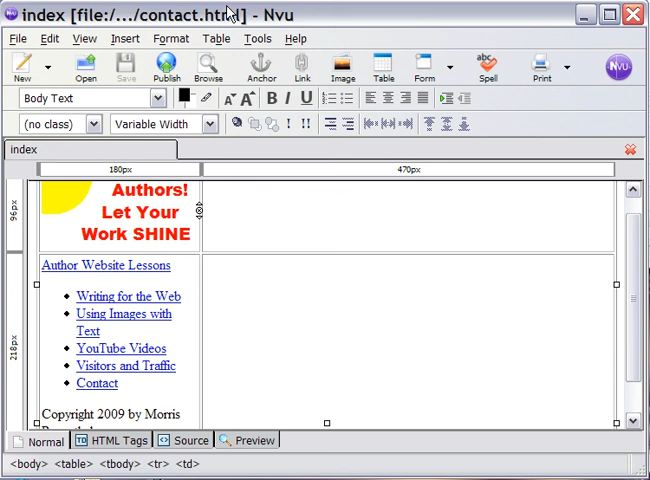 index [file:/.../contact.html] - Nvu
File Edit View Insert Format Table Tools Help
New Open Save Publish Browse Anchor Link Image Table Form Spell Print
Body Text
(no class) Variable Width
index
180px 470px
96px
Authors!
Let Your
Work SHINE
218px
Author Website Lessons
Writing for the Web
Using Images with
Text
YouTube Videos
Visitors and Traffic
Contact
Copyright 2009 by Morris
Normal HTML Tags Source Preview
<body> <table> <tbody> <tr> <td>